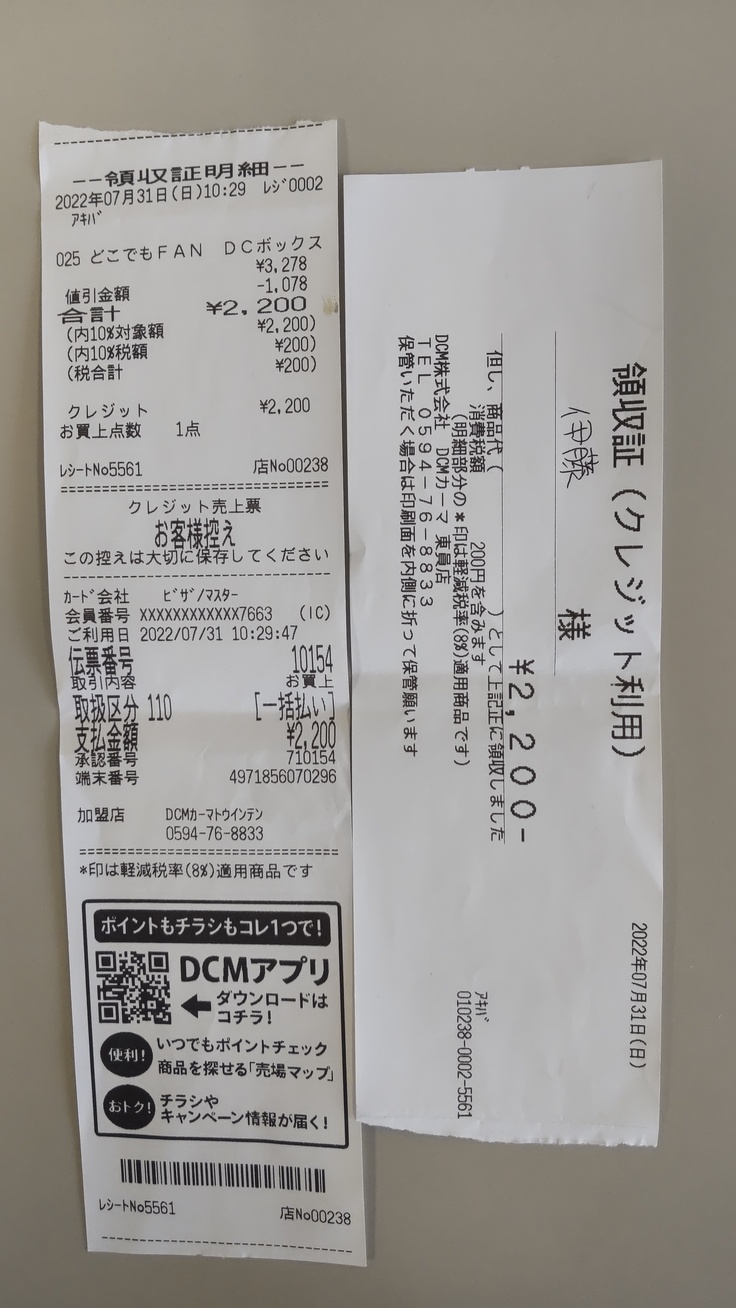 --領収証明細--
2022年07月31日(日)10:29 ﾚｼﾞ0002
ｱｷﾊﾞ
025 どこでもFAN DCボックス
¥3,278
値引金額 -1,078
合計 ¥2,200
(内10%対象額 ¥2,200)
(内10%税額 ¥200)
(税合計 ¥200)
クレジット ¥2,200
お買上点数 1点
ﾚｼｰﾄNo5561 店No00238
クレジット売上票
お客様控え
この控えは大切に保存してください
ｶｰﾄﾞ会社 ﾋﾞｻﾞ/ﾏｽﾀｰ
会員番号 XXXXXXXXXXXX7663 (IC)
ご利用日 2022/07/31 10:29:47
伝票番号 10154
取引内容 お買上
取扱区分 110 [一括払い]
支払金額 ¥2,200
承認番号 710154
端末番号 4971856070296
加盟店 DCMｶｰﾏﾄｳｲﾝﾃﾝ
0594-76-8833
*印は軽減税率(8%)適用商品です
ポイントもチラシもコレ1つで!
DCMアプリ
ダウンロードは
コチラ!
便利! いつでもポイントチェック
商品を探せる「売場マップ」
おトク! チラシや
キャンペーン情報が届く!
ﾚｼｰﾄNo5561 店No00238
領収証(クレジット利用)
2022年07月31日(日)
伊藤 様
¥2,200-
但し、商品代( )として上記正に領収しました
消費税額 200円を含みます
(明細部分の*印は軽減税率(8%)適用商品です)
DCM株式会社 DCMカーマ 東員店
TEL 0594-76-8833
保管いただく場合は印刷面を内側に折って保管願います
ｱｷﾊﾞ
010238-0002-5561